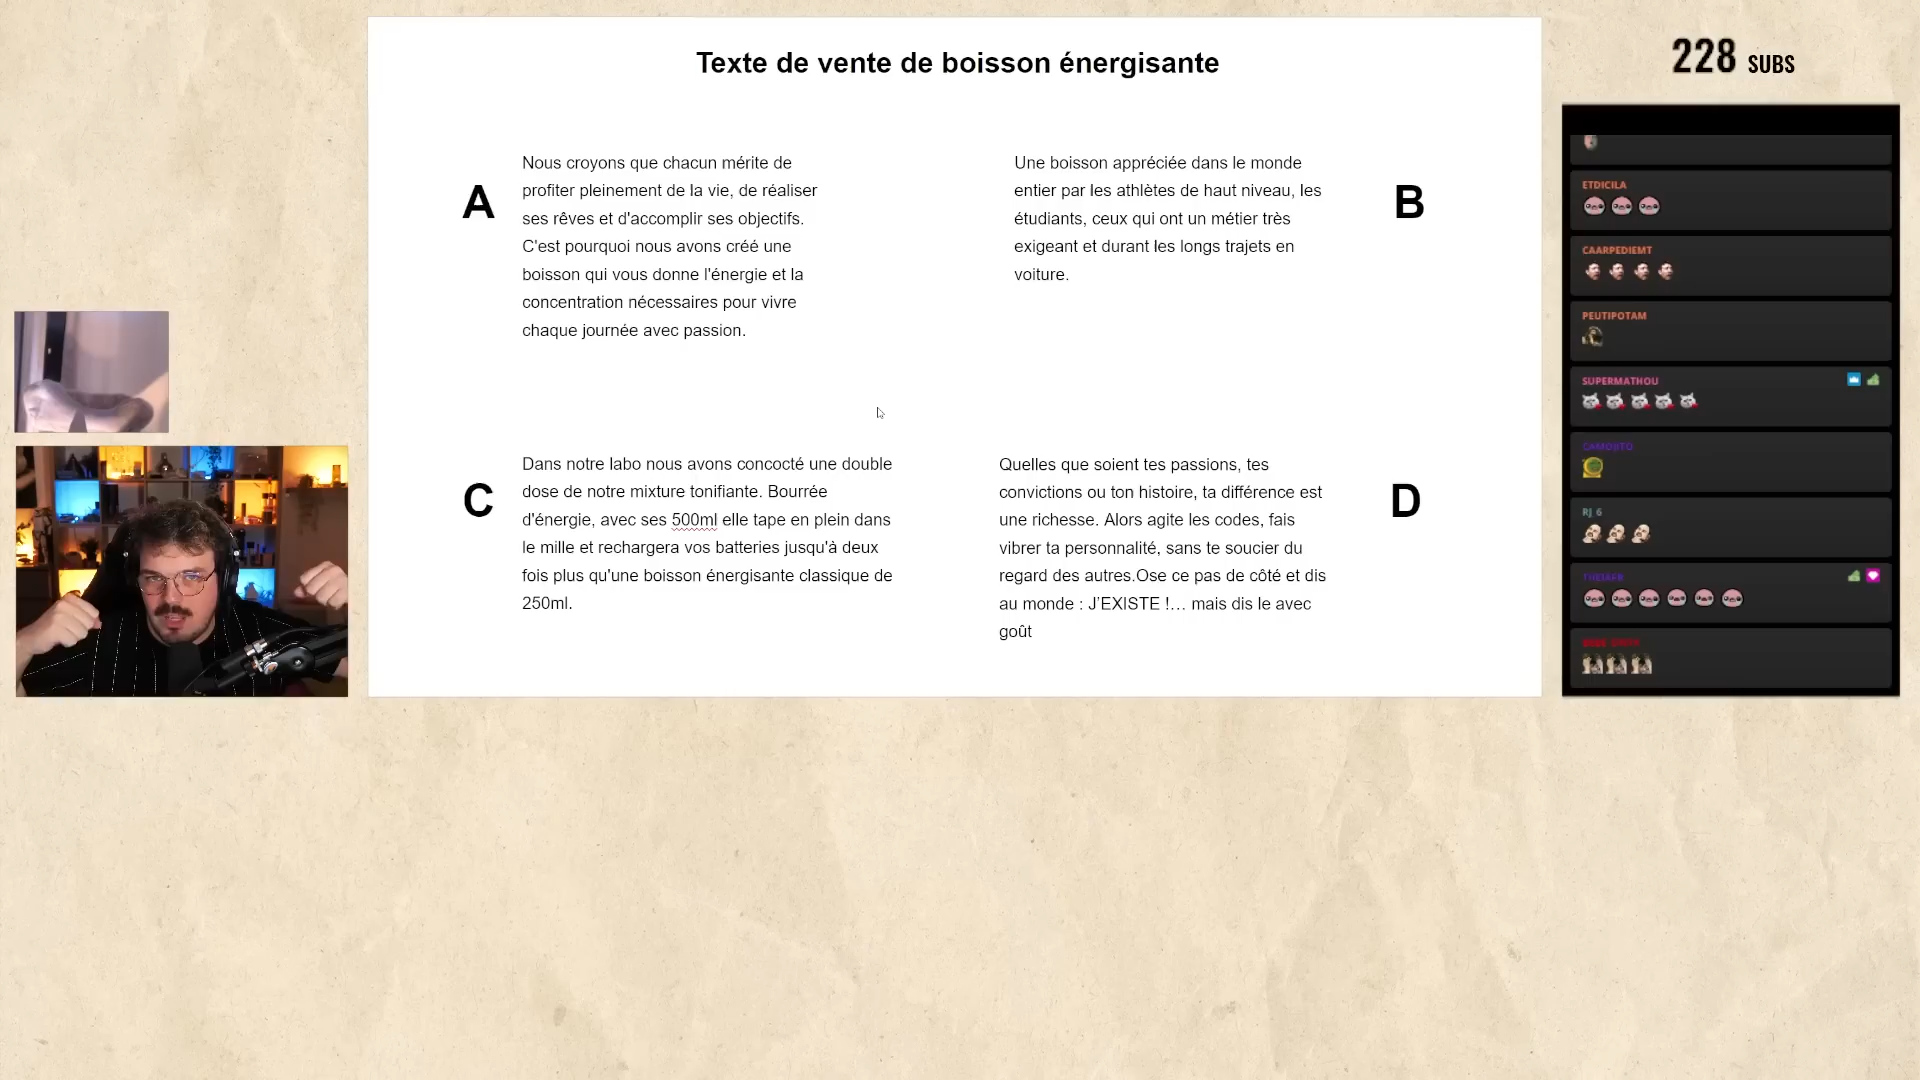 Texte de vente de boisson énergisante
228 SUBS
A
Nous croyons que chacun mérite de
profiter pleinement de la vie, de réaliser
ses rêves et d'accomplir ses objectifs.
C'est pourquoi nous avons créé une
boisson qui vous donne l'énergie et la
concentration nécessaires pour vivre
chaque journée avec passion.
Une boisson appréciée dans le monde
entier par les athlètes de haut niveau, les
étudiants, ceux qui ont un métier très
exigeant et durant les longs trajets en
voiture.
B
C
Dans notre labo nous avons concocté une double
dose de notre mixture tonifiante. Bourrée
d'énergie, avec ses 500ml elle tape en plein dans
le mille et rechargera vos batteries jusqu'à deux
fois plus qu'une boisson énergisante classique de
250ml.
Quelles que soient tes passions, tes
convictions ou ton histoire, ta différence est
une richesse. Alors agite les codes, fais
vibrer ta personnalité, sans te soucier du
regard des autres.Ose ce pas de côté et dis
au monde : J'EXISTE !… mais dis le avec
goût
D
ETDICILA
CAARPEDIEMT
PEUTIPOTAM
SUPERMATHOU
RJ_6